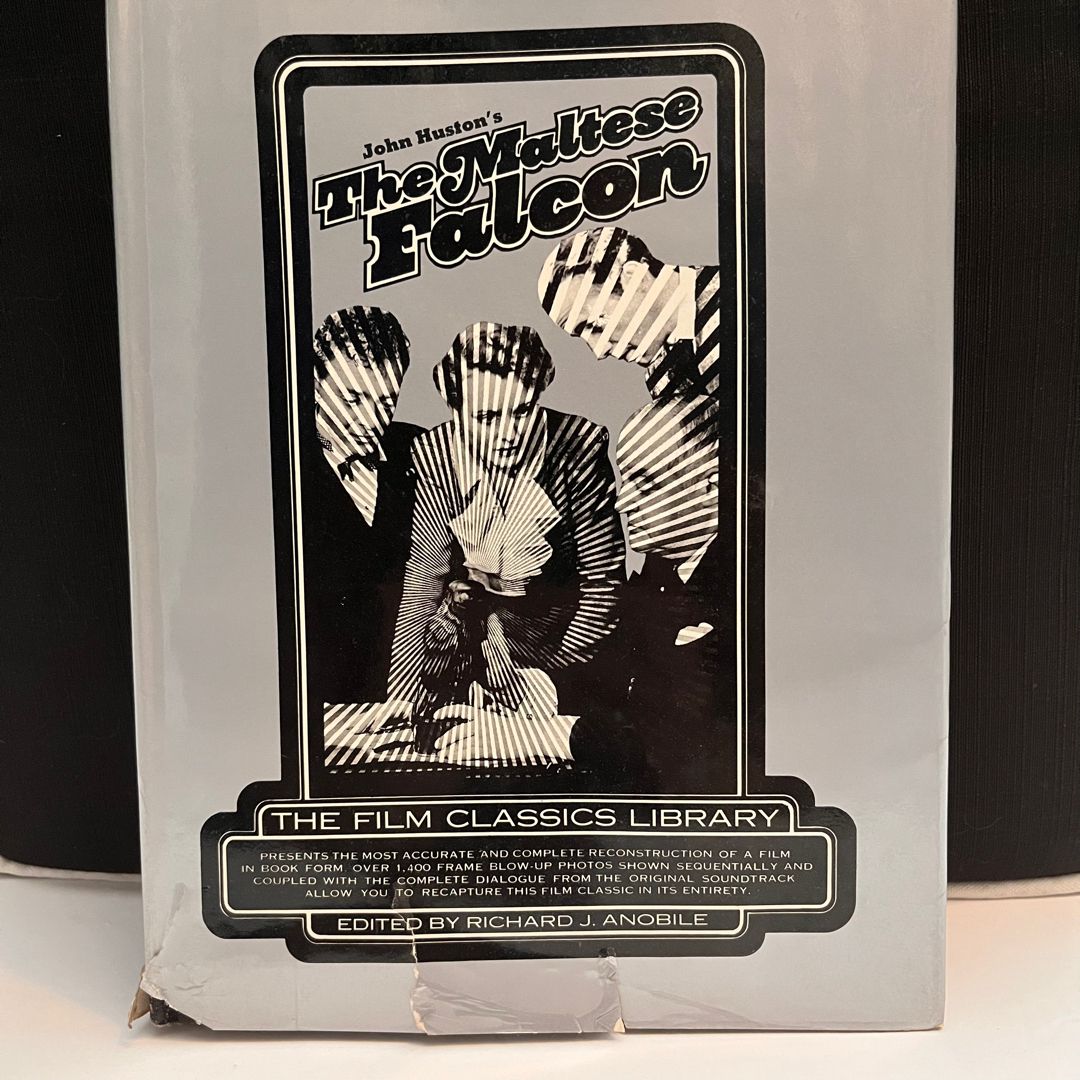 John Huston's
The Maltese
Falcon
THE FILM CLASSICS LIBRARY
PRESENTS THE MOST ACCURATE AND COMPLETE RECONSTRUCTION OF A FILM
IN BOOK FORM. OVER 1,400 FRAME BLOW-UP PHOTOS SHOWN SEQUENTIALLY AND
COUPLED WITH THE COMPLETE DIALOGUE FROM THE ORIGINAL SOUNDTRACK
ALLOW YOU TO RECAPTURE THIS FILM CLASSIC IN ITS ENTIRETY.
EDITED BY RICHARD J. ANOBILE